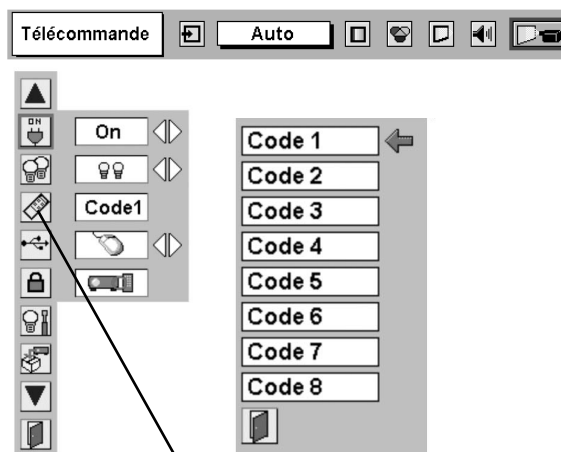 Télécommande
Auto
ON
On
Code1
Code 1
Code 2
Code 3
Code 4
Code 5
Code 6
Code 7
Code 8